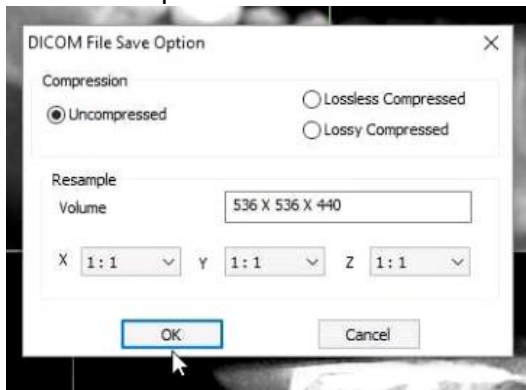 DICOM File Save Option
Compression
Uncompressed
Lossless Compressed
Lossy Compressed
Resample
Volume 536 X 536 X 440
X 1:1 Y 1:1 Z 1:1
OK Cancel